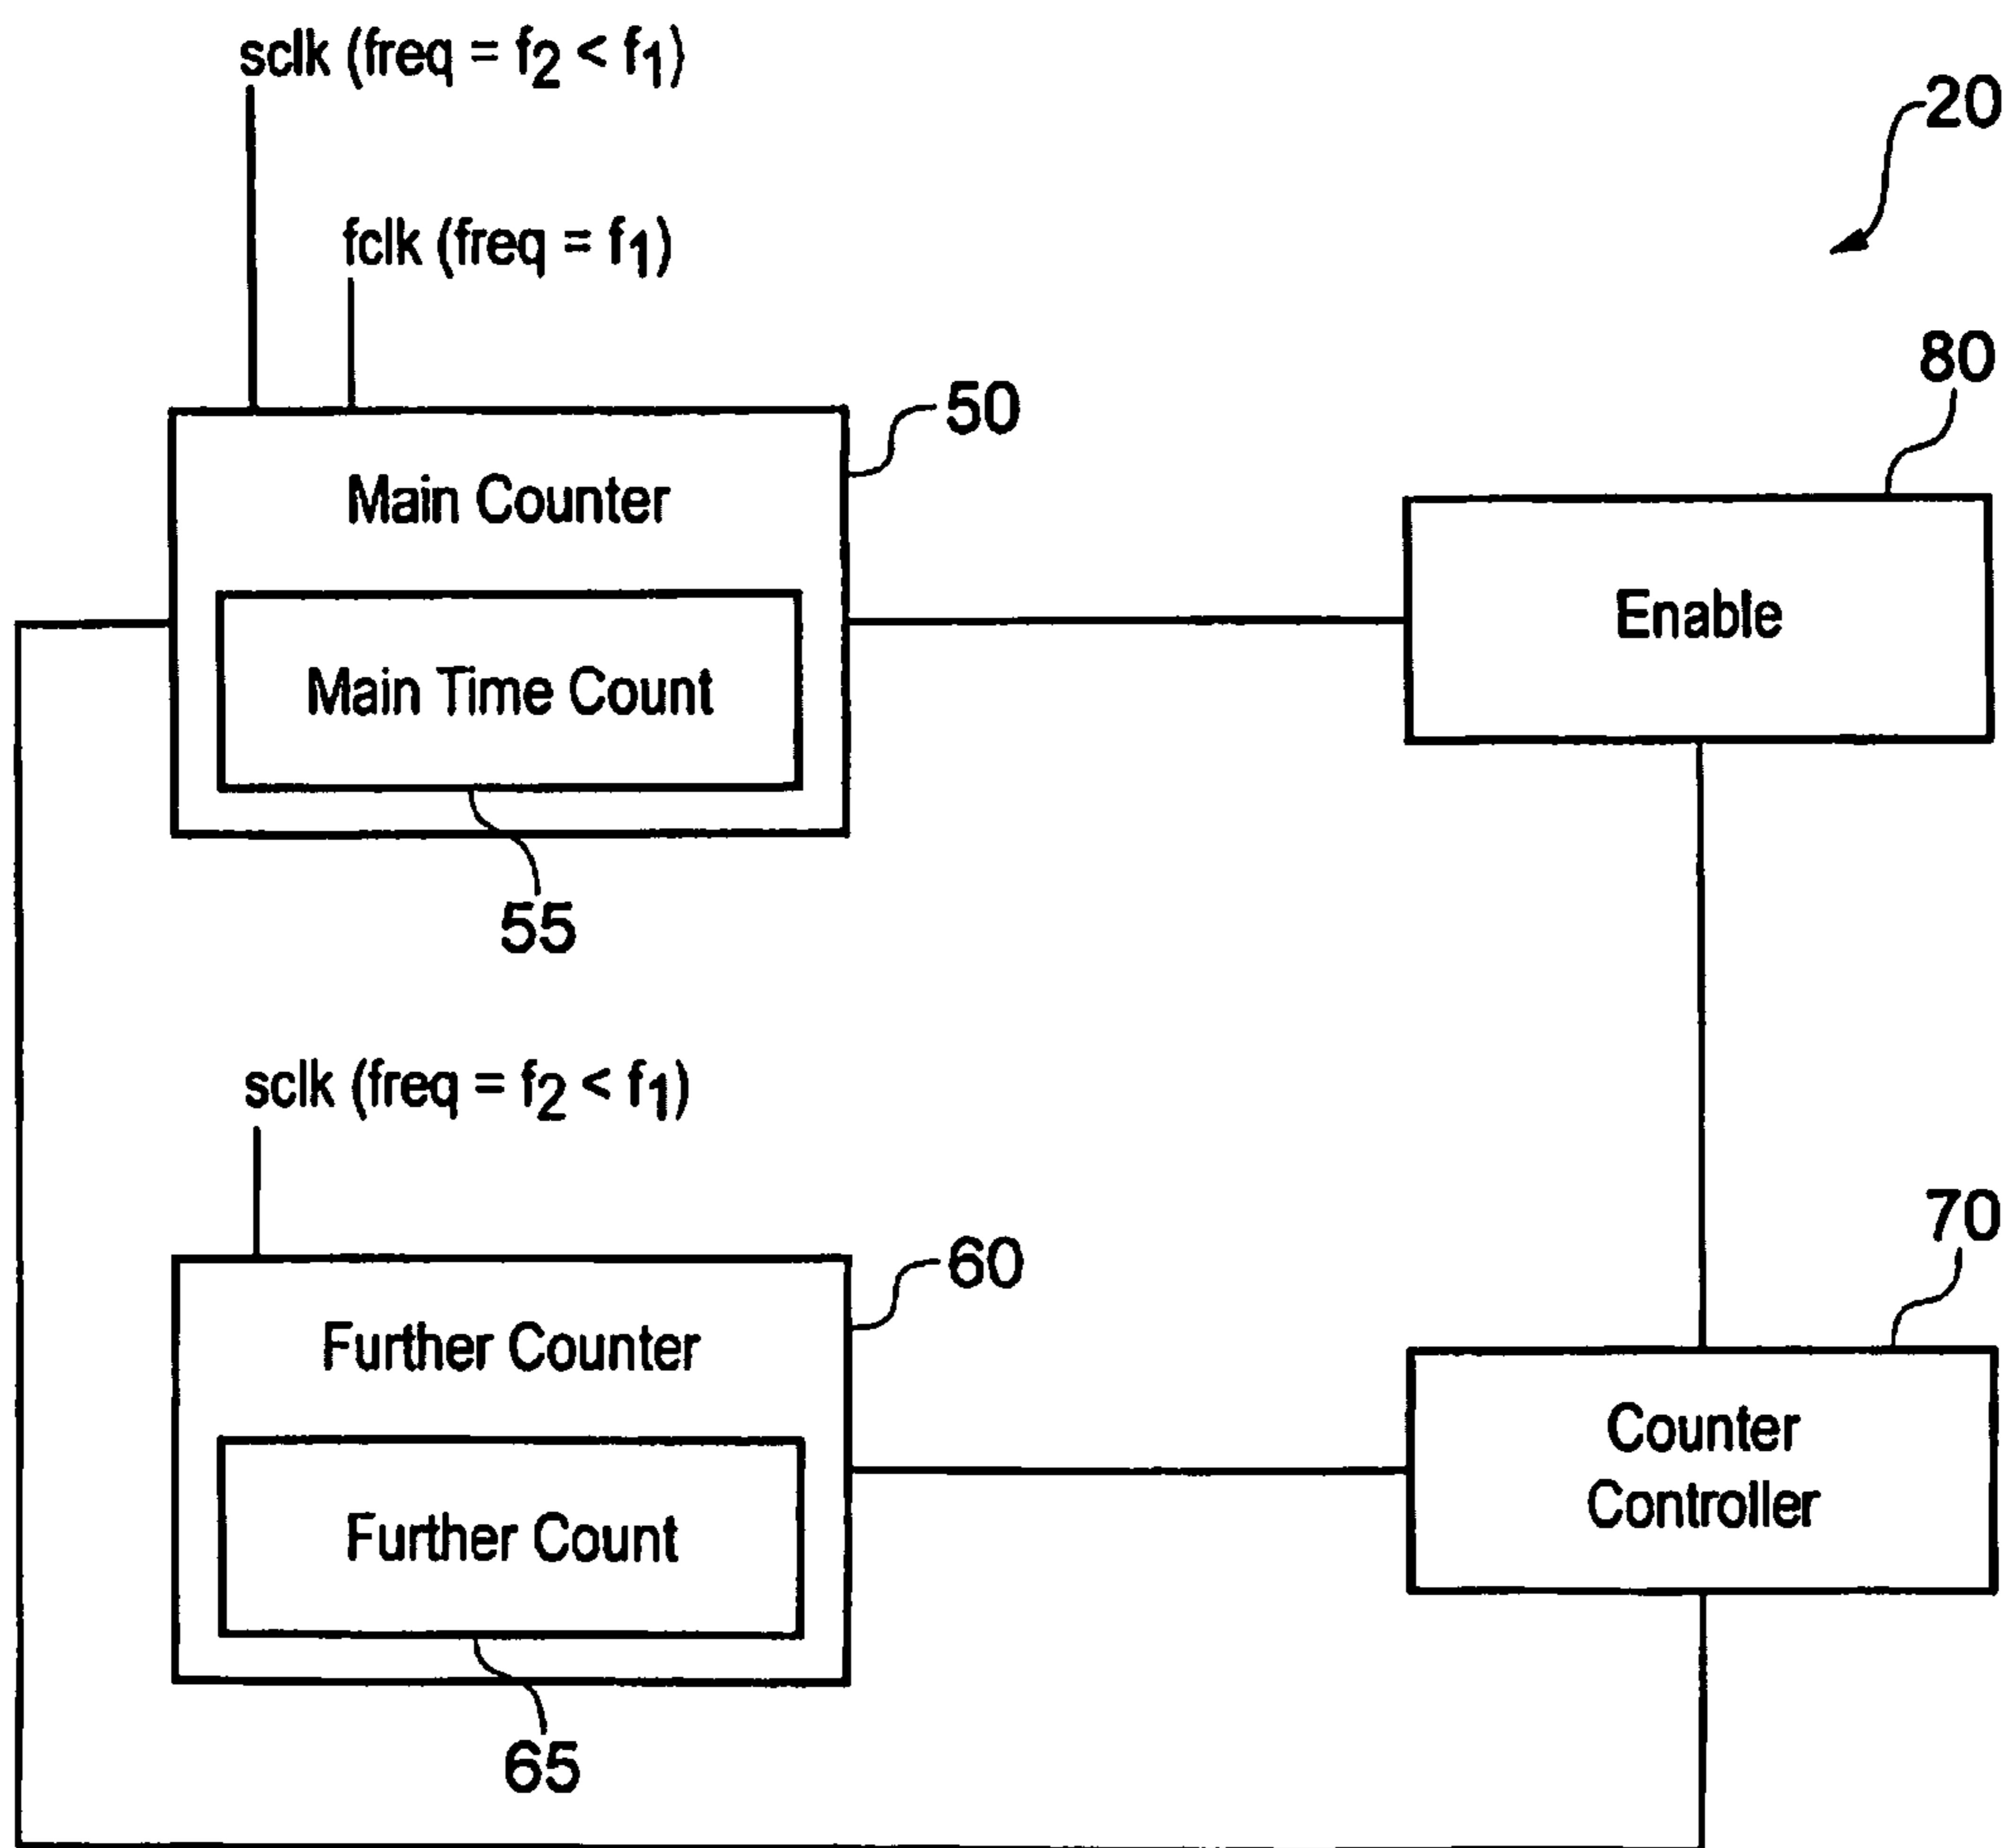 sclk (freq = f2 < f1)
20
fclk (freq = f1)
80
50
Main Counter
Enable
Main Time Count
55
sclk (freq = f2 < f1)
70
60
Further Counter
Counter
Controller
Further Count
65